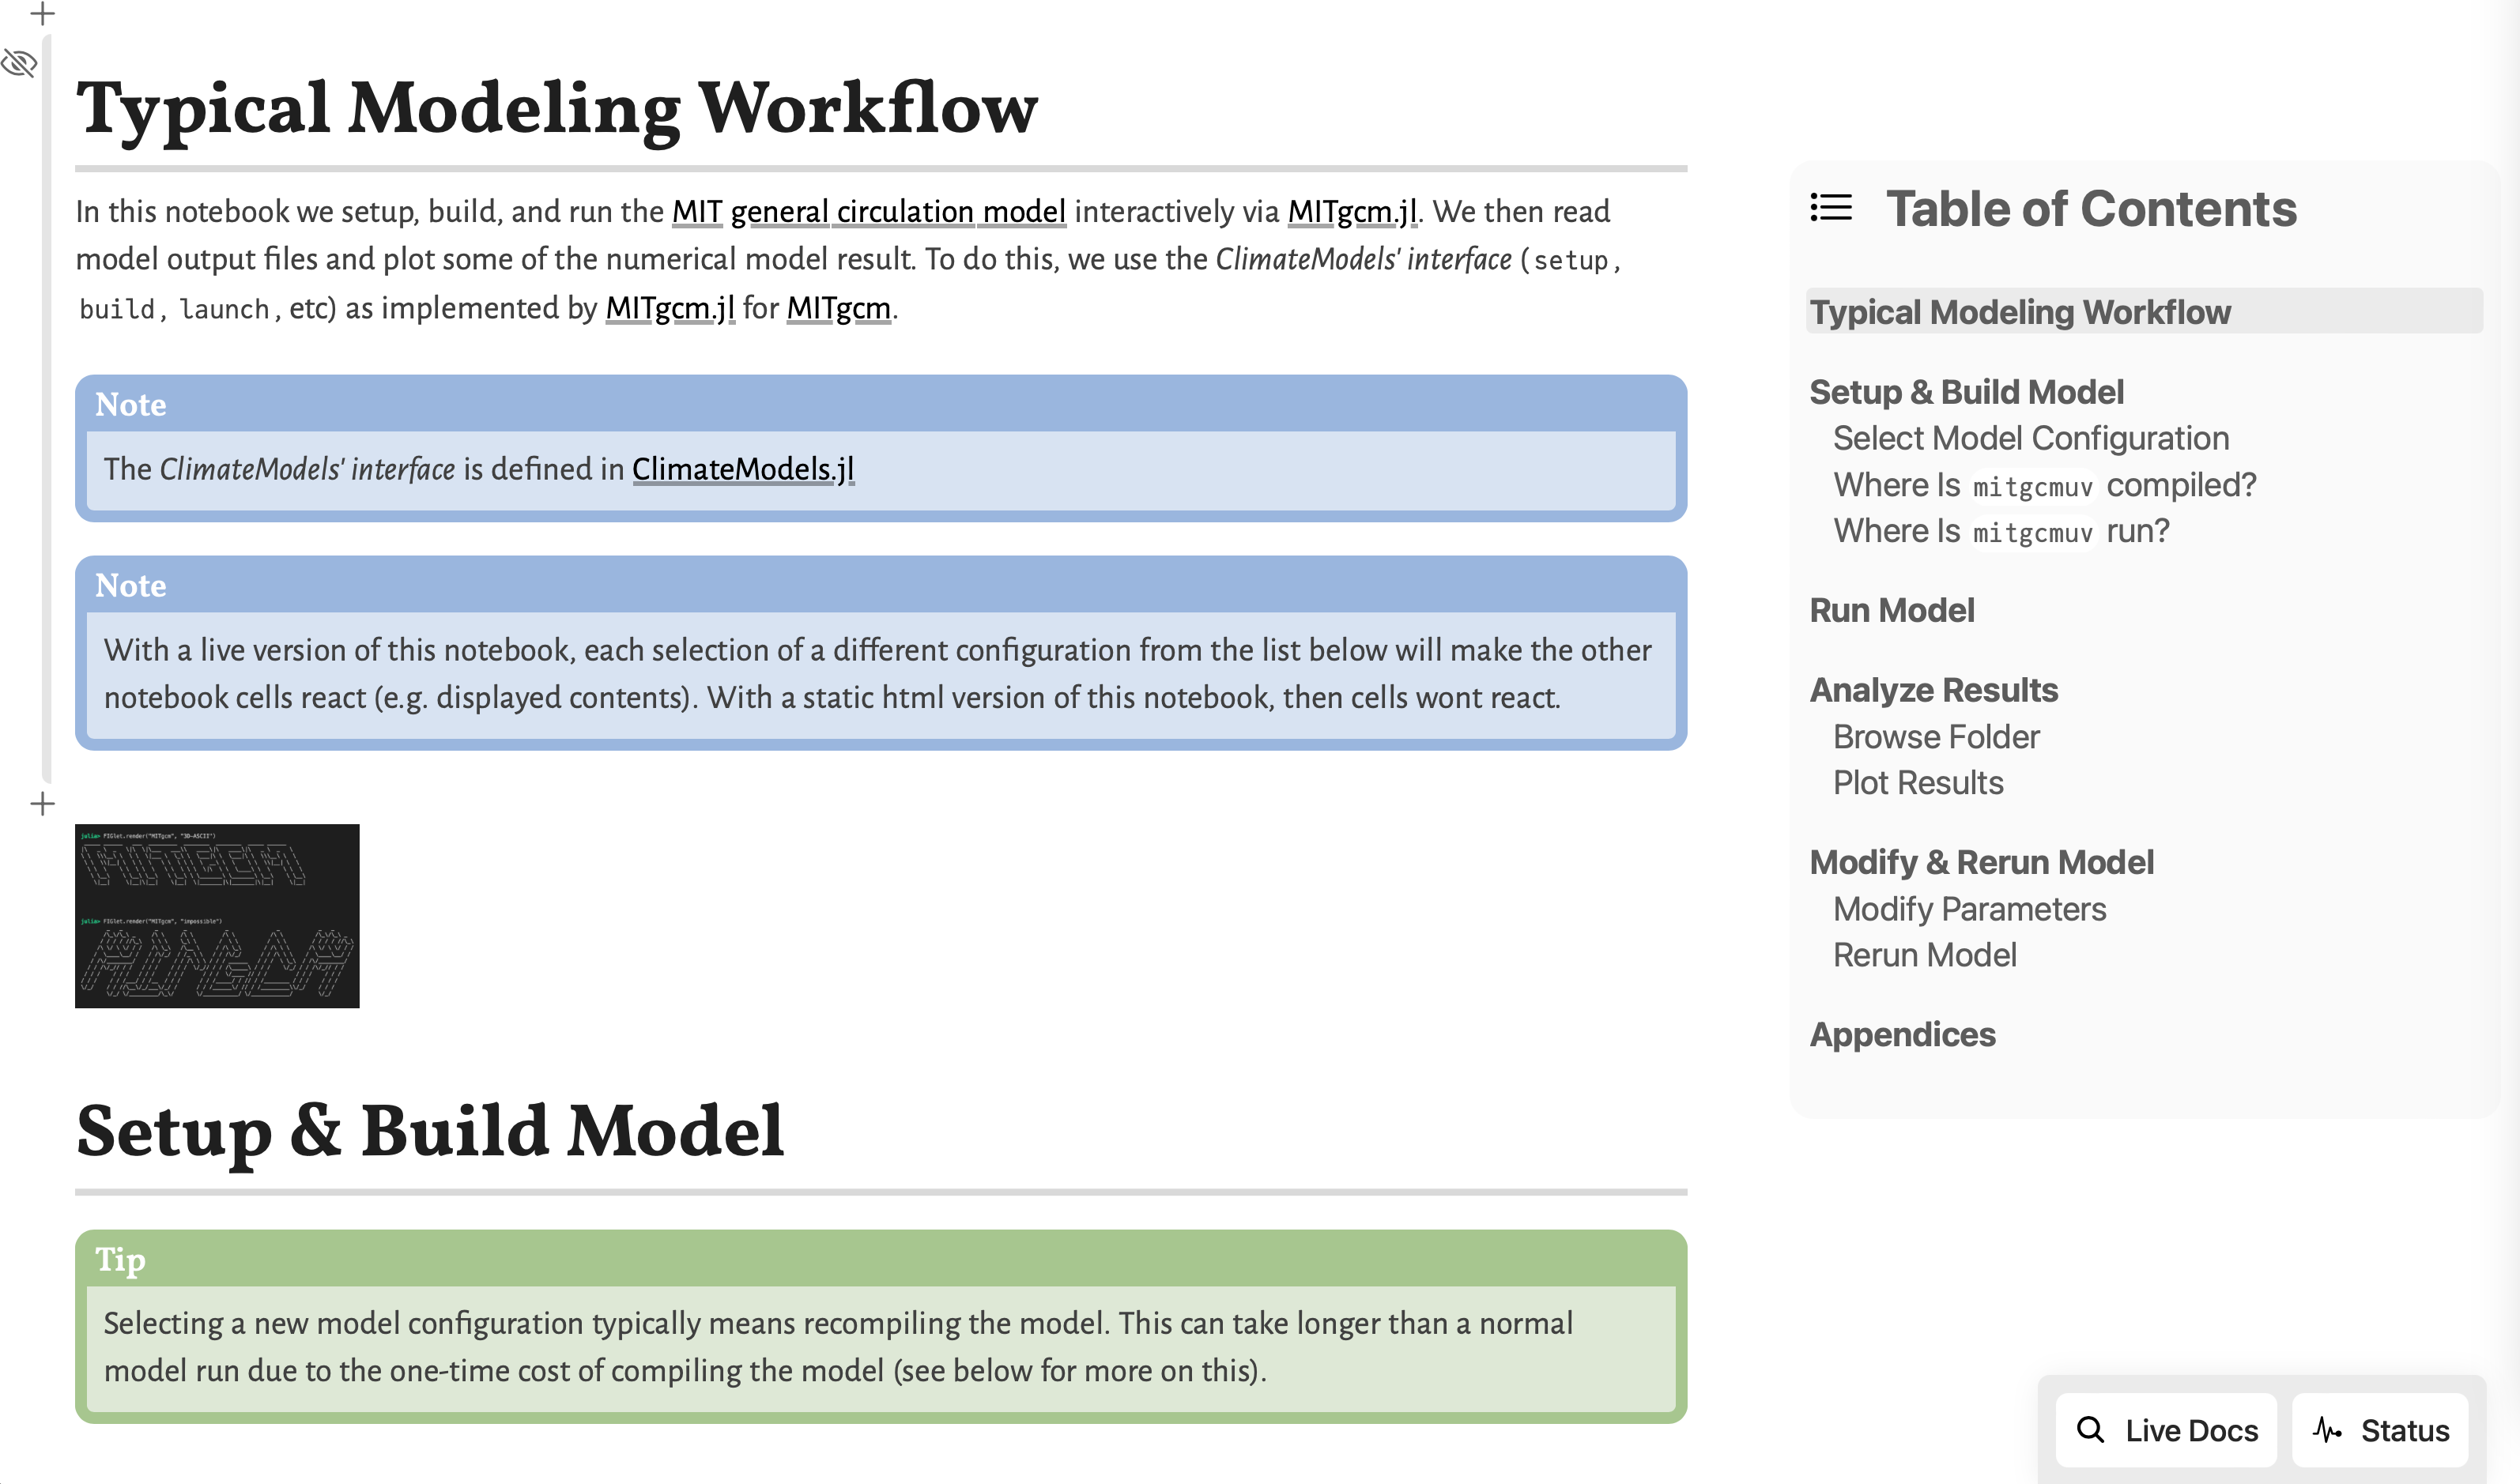 Typical Modeling Workflow
In this notebook we setup, build, and run the MIT general circulation model interactively via MITgcm.jl. We then read
model output files and plot some of the numerical model result. To do this, we use the ClimateModels' interface (setup,
build, launch, etc) as implemented by MITgcm.jl for MITgcm.
Note
The ClimateModels' interface is defined in ClimateModels.jl
Note
With a live version of this notebook, each selection of a different configuration from the list below will make the other
notebook cells react (e.g. displayed contents). With a static html version of this notebook, then cells wont react.
julia> FIGlet.render("MITgcm", "3D-ASCII")
julia> FIGlet.render("MITgcm", "impossible")
Setup & Build Model
Tip
Selecting a new model configuration typically means recompiling the model. This can take longer than a normal
model run due to the one-time cost of compiling the model (see below for more on this).
Table of Contents
Typical Modeling Workflow
Setup & Build Model
Select Model Configuration
Where Is mitgcmuv compiled?
Where Is mitgcmuv run?
Run Model
Analyze Results
Browse Folder
Plot Results
Modify & Rerun Model
Modify Parameters
Rerun Model
Appendices
Live Docs
Status